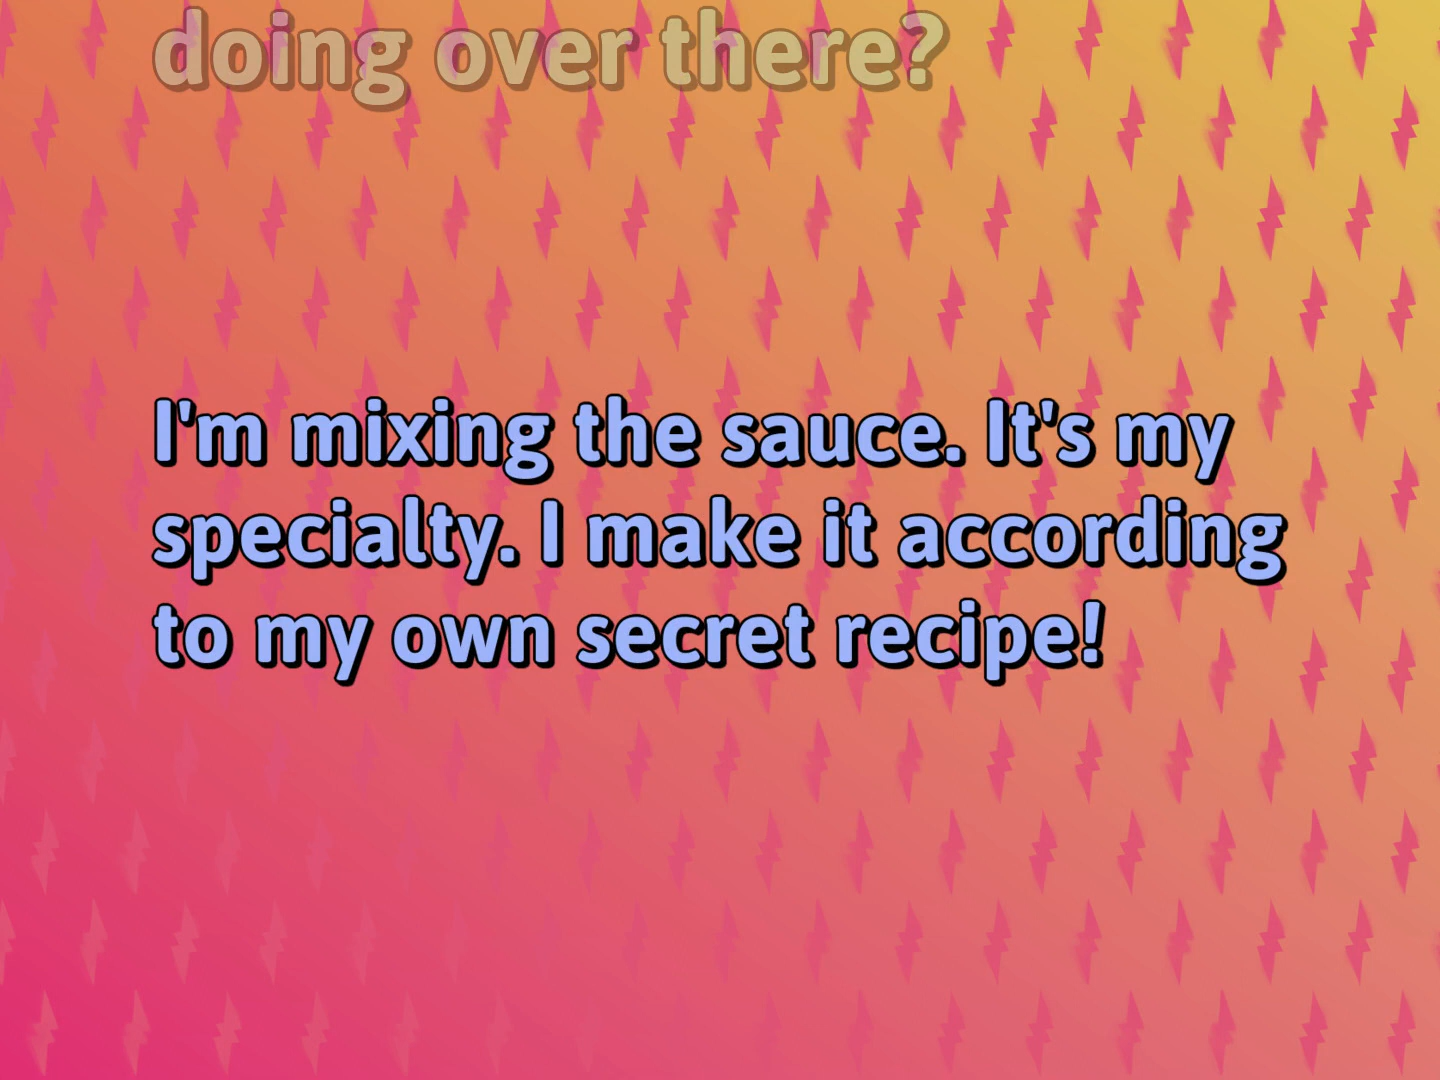 doing over there?
I'm mixing the sauce. It's my
specialty. I make it according
to my own secret recipe!